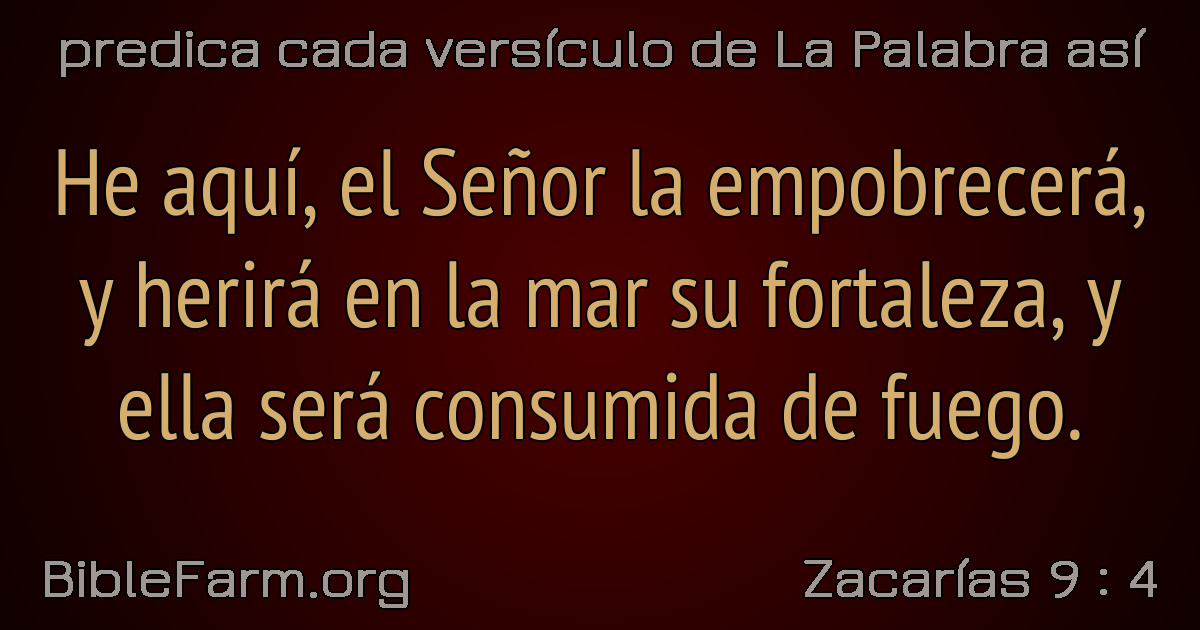 predica cada versículo de La Palabra así
He aquí, el Señor la empobrecerá,
y herirá en la mar su fortaleza, y
ella será consumida de fuego.
BibleFarm.org
Zacarías 9 : 4